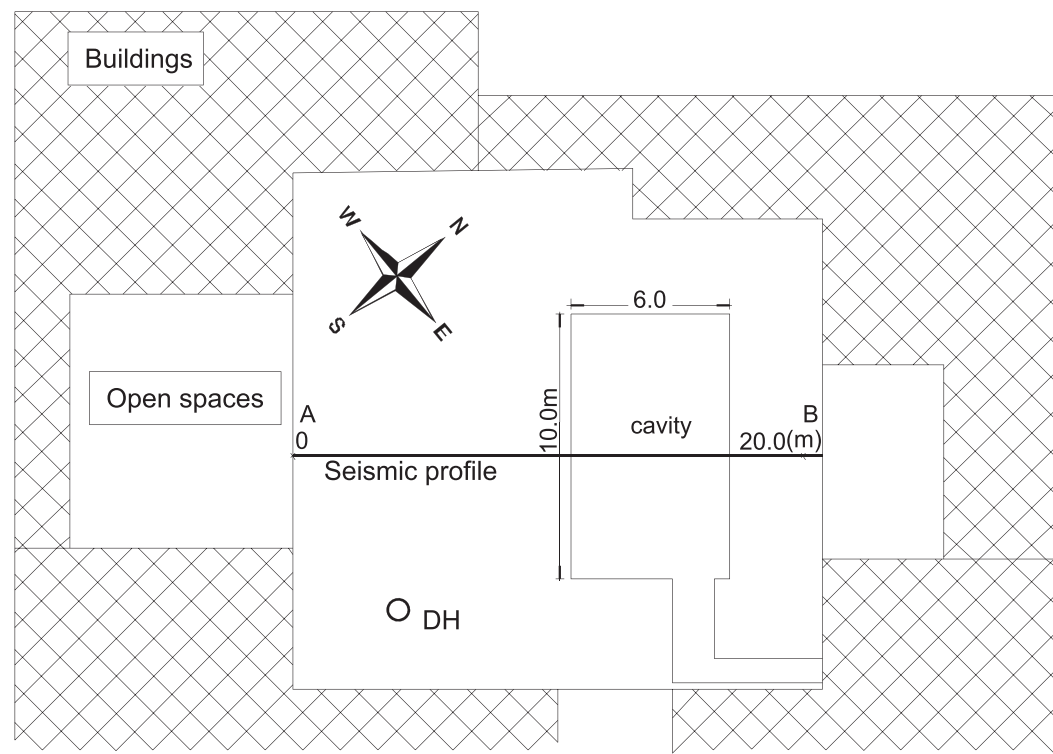 Buildings
W
N
S
E
6.0
Open spaces
10.0m
A
B
cavity
0
20.0(m)
Seismic profile
DH